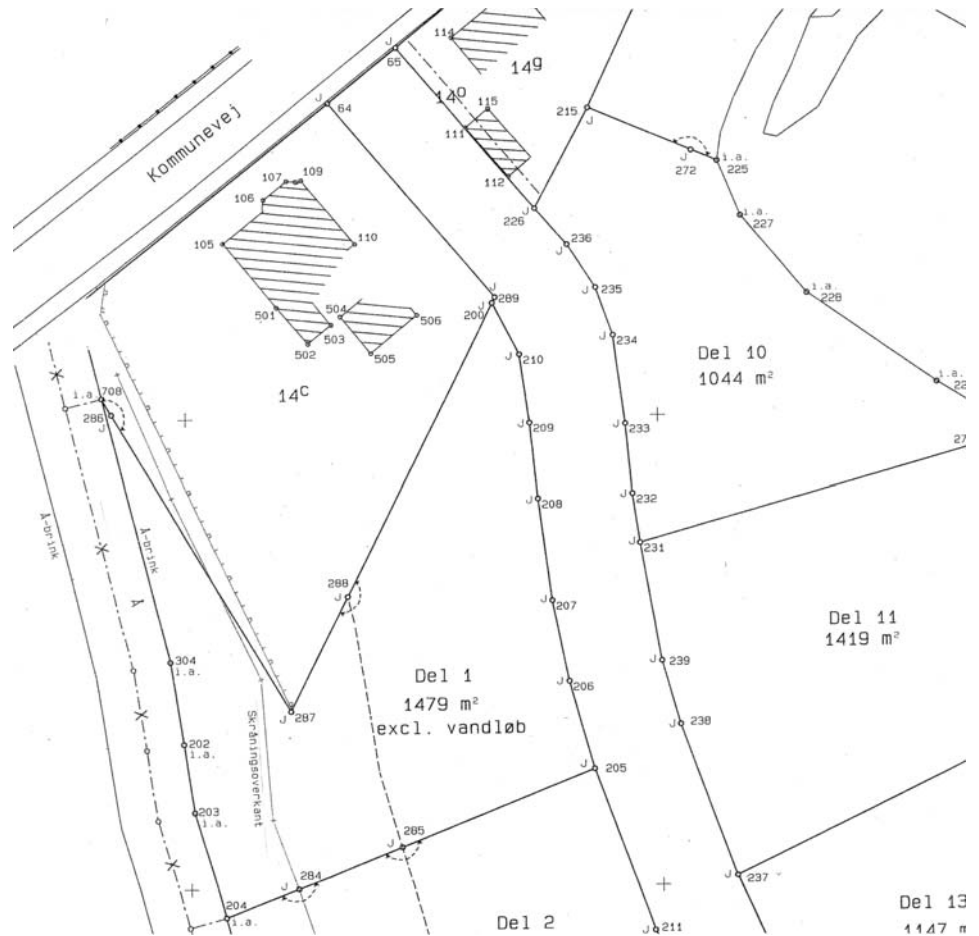 114
J
65
14g
14o
J
64
115
111
215
J
Kommunevej
107
109
112
J
272
i.a.
225
106
226
i.a.
227
105
110
J
236
J
289
J
200
J
235
i.a.
228
501
504
506
503
J
234
502
505
J
210
Del 10
1044 m²
i.a.
708
286
J
14c
J
209
J
233
i.a.
22
27
J
208
J
232
Å-brink
Å-brink
J
231
Å
288
J
J
207
Del 11
1419 m²
304
i.a.
J
239
Del 1
1479 m²
excl. vandløb
J
206
J
287
J
238
Skråningsoverkant
202
i.a.
J
205
203
i.a.
J
285
J
284
J
237
204
i.a.
Del 2
J
211
Del 13
1147 m